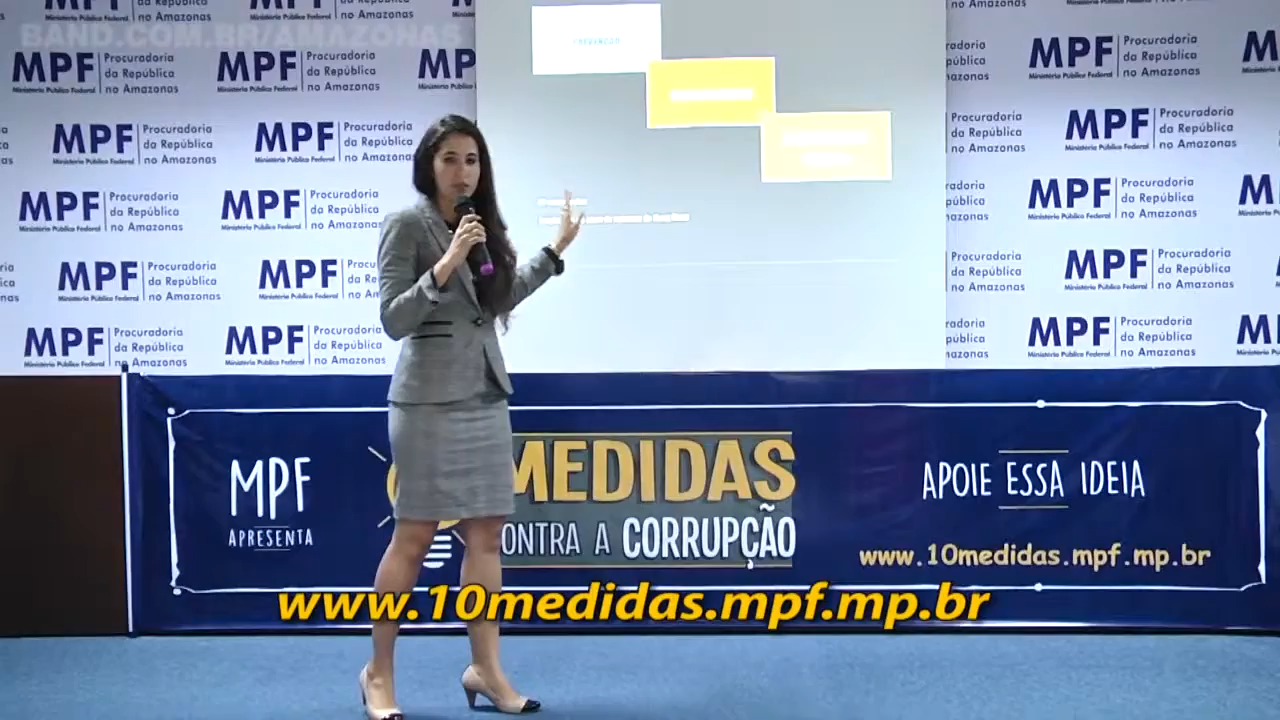 BAND.COM.BR/AMAZONAS
MPF
Ministério Público Federal
Procuradoria
da República
no Amazonas
MPF
APRESENTA
MEDIDAS
CONTRA A CORRUPÇÃO
APOIE ESSA IDEIA
www.10medidas.mpf.mp.br
www.10medidas.mpf.mp.br